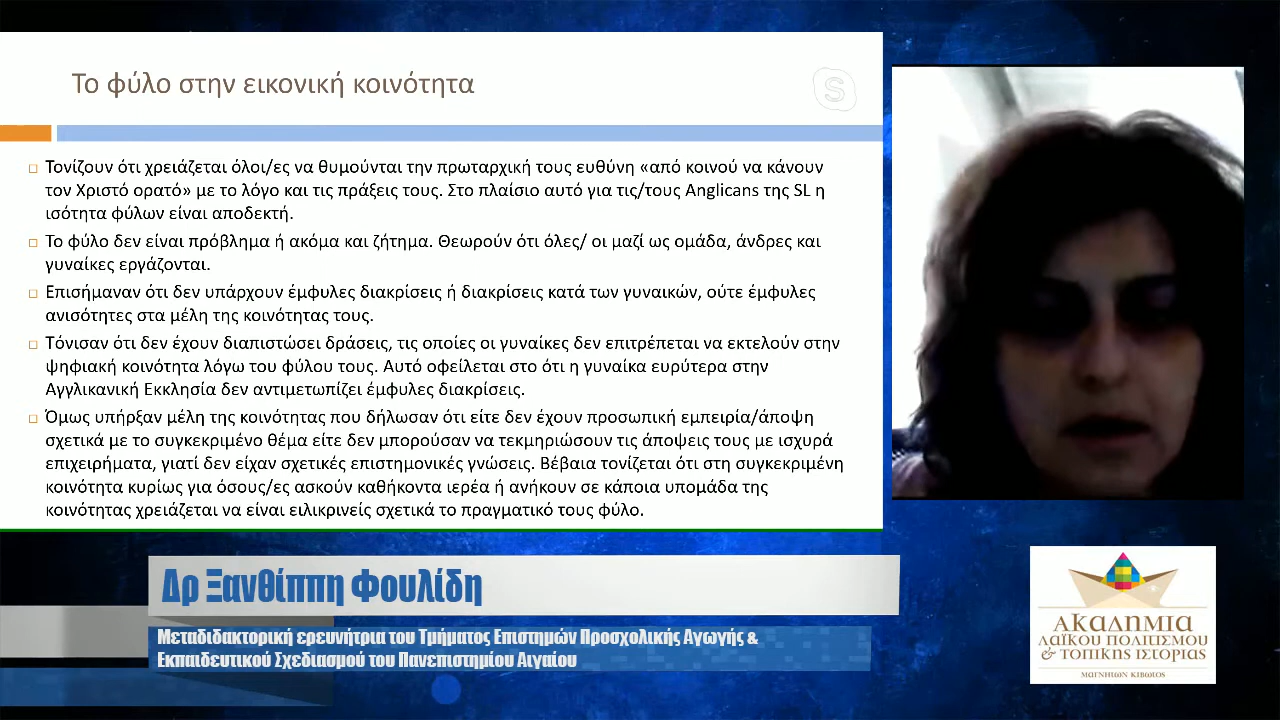 Το φύλο στην εικονική κοινότητα
Τονίζουν ότι χρειάζεται όλοι/ες να θυμούνται την πρωταρχική τους ευθύνη «από κοινού να κάνουν
τον Χριστό ορατό» με το λόγο και τις πράξεις τους. Στο πλαίσιο αυτό για τις/τους Anglicans της SL η
ισότητα φύλων είναι αποδεκτή.
Το φύλο δεν είναι πρόβλημα ή ακόμα και ζήτημα. Θεωρούν ότι όλες/ οι μαζί ως ομάδα, άνδρες και
γυναίκες εργάζονται.
Επισήμαναν ότι δεν υπάρχουν έμφυλες διακρίσεις ή διακρίσεις κατά των γυναικών, ούτε έμφυλες
ανισότητες στα μέλη της κοινότητας τους.
Τόνισαν ότι δεν έχουν διαπιστώσει δράσεις, τις οποίες οι γυναίκες δεν επιτρέπεται να εκτελούν στην
ψηφιακή κοινότητα λόγω του φύλου τους. Αυτό οφείλεται στο ότι η γυναίκα ευρύτερα στην
Αγγλικανική Εκκλησία δεν αντιμετωπίζει έμφυλες διακρίσεις.
Όμως υπήρξαν μέλη της κοινότητας που δήλωσαν ότι είτε δεν έχουν προσωπική εμπειρία/άποψη
σχετικά με το συγκεκριμένο θέμα είτε δεν μπορούσαν να τεκμηριώσουν τις άποψεις τους με ισχυρά
επιχειρήματα, γιατί δεν είχαν σχετικές επιστημονικές γνώσεις. Βέβαια τονίζεται ότι στη συγκεκριμένη
κοινότητα κυρίως για όσους/ες ασκούν καθήκοντα ιερέα ή ανήκουν σε κάποια υπομάδα της
κοινότητας χρειάζεται να είναι ειλικρινείς σχετικά το πραγματικό τους φύλο.
Δρ Ξανθίππη Φουλίδη
Μεταδιδακτορική ερευνήτρια του Τμήματος Επιστημών Προσχολικής Αγωγής &
Εκπαιδευτικού Σχεδιασμού του Πανεπιστημίου Αιγαίου
ΑΚΑΔΗΜΙΑ
ΛΑΪΚΟΥ ΠΟΛΙΤΙΣΜΟΥ
& ΤΟΠΙΚΗΣ ΙΣΤΟΡΙΑΣ
ΜΑΓΝΗΤΩΝ ΚΙΒΩΤΟΣ